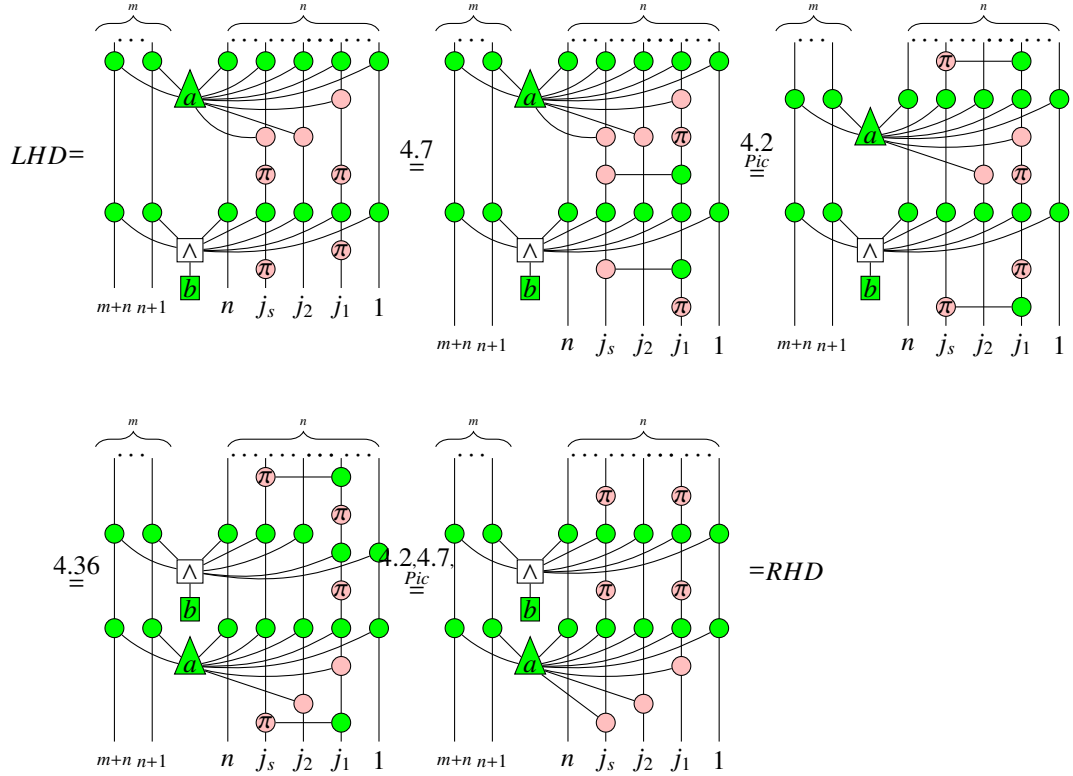 m n m n m n
... ......... ... ......... ... .........
π π
a a a
LHD= π π 4.7 = π 4.2 Pic = π
∧ π ∧ ∧
π π
b b b
m+n n+1 n j_s j_2 j_1 1 π π
m+n n+1 n j_s j_2 j_1 1 m+n n+1 n j_s j_2 j_1 1
m n m n
... ......... ... .........
π
π π π
4.36 = ∧ 4.2,4.7, Pic = ∧ =RHD
π π π
b b
a a
π
m+n n+1 n j_s j_2 j_1 1 m+n n+1 n j_s j_2 j_1 1